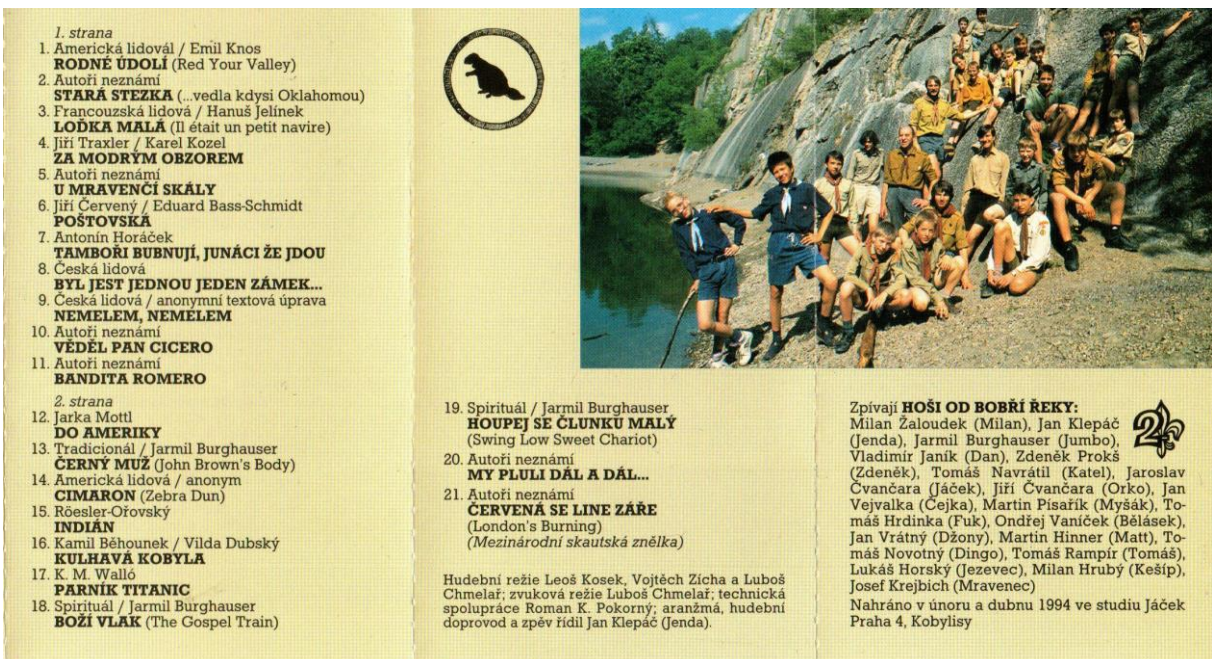 1. strana
1. Americká lidovál / Emil Knos
RODNÉ ÚDOLÍ (Red Your Valley)
2. Autoři neznámí
STARÁ STEZKA (...vedla kdysi Oklahomou)
3. Francouzská lidová / Hanuš Jelínek
LOĎKA MALÁ (Il était un petit navire)
4. Jiří Traxler / Karel Kozel
ZA MODRÝM OBZOREM
5. Autoři neznámí
U MRAVENČÍ SKÁLY
6. Jiří Červený / Eduard Bass-Schmidt
POŠTOVSKÁ
7. Antonín Horáček
TAMBOŘI BUBNUJÍ, JUNÁCI ŽE JDOU
8. Česká lidová
BYL JEST JEDNOU JEDEN ZÁMEK...
9. Česká lidová / anonymní textová úprava
NEMELEM, NEMELEM
10. Autoři neznámí
VĚDĚL PAN CICERO
11. Autoři neznámí
BANDITA ROMERO
2. strana
12. Jarka Mottl
DO AMERIKY
13. Tradicionál / Jarmil Burghauser
ČERNÝ MUŽ (John Brown's Body)
14. Americká lidová / anonym
CIMARON (Zebra Dun)
15. Röesler-Ořovský
INDIÁN
16. Kamil Běhounek / Vilda Dubský
KULHAVÁ KOBYLA
17. K. M. Walló
PARNÍK TITANIC
18. Spirituál / Jarmil Burghauser
BOŽÍ VLAK (The Gospel Train)
19. Spirituál / Jarmil Burghauser
HOUPEJ SE ČLUNKU MALÝ
(Swing Low Sweet Chariot)
20. Autoři neznámí
MY PLULI DÁL A DÁL...
21. Autoři neznámí
ČERVENÁ SE LINE ZÁŘE
(London's Burning)
(Mezinárodní skautská znělka)
Hudební režie Leoš Kosek, Vojtěch Zícha a Luboš
Chmelař; zvuková režie Luboš Chmelař; technická
spolupráce Roman K. Pokorný; aranžmá, hudební
doprovod a zpěv řídil Jan Klepáč (Jenda).
Zpívají HOŠI OD BOBŘÍ ŘEKY:
Milan Žaloudek (Milan), Jan Klepáč
(Jenda), Jarmil Burghauser (Jumbo),
Vladimír Janík (Dan), Zdeněk Prokš
(Zdeněk), Tomáš Navrátil (Katel), Jaroslav
Čvančara (Jáček), Jiří Čvančara (Orko), Jan
Vejvalka (Čejka), Martin Písařík (Myšák), To-
máš Hrdinka (Fuk), Ondřej Vaníček (Bělásek),
Jan Vrátný (Džony), Martin Hinner (Matt), To-
máš Novotný (Dingo), Tomáš Rampír (Tomáš),
Lukáš Horský (Jezevec), Milan Hrubý (Kešíp),
Josef Krejbich (Mravenec)
Nahráno v únoru a dubnu 1994 ve studiu Jáček
Praha 4, Kobylisy
2